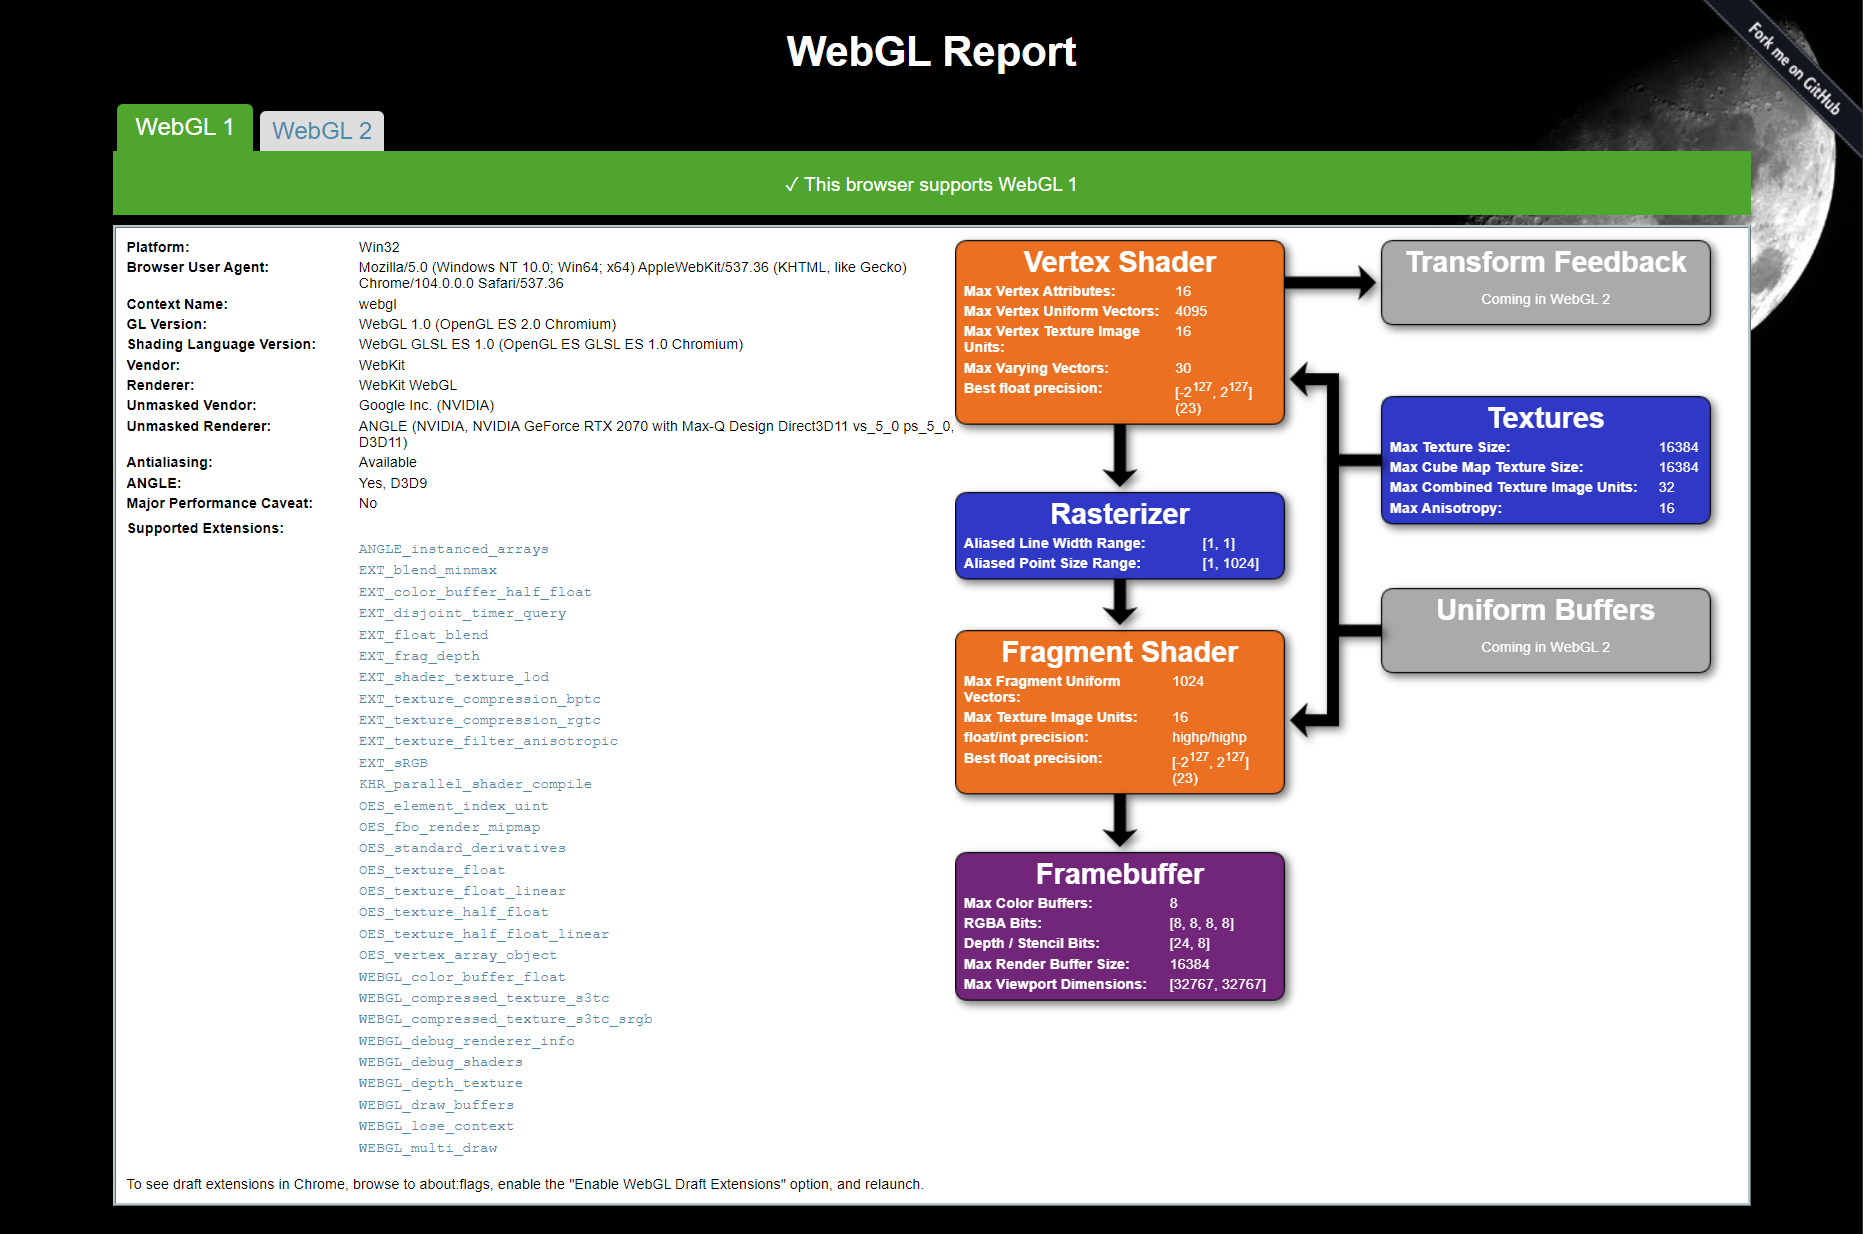 WebGL Report
Fork me on GitHub
WebGL 1
WebGL 2
✓ This browser supports WebGL 1
Platform: Win32
Browser User Agent: Mozilla/5.0 (Windows NT 10.0; Win64; x64) AppleWebKit/537.36 (KHTML, like Gecko)
Chrome/104.0.0.0 Safari/537.36
Context Name: webgl
GL Version: WebGL 1.0 (OpenGL ES 2.0 Chromium)
Shading Language Version: WebGL GLSL ES 1.0 (OpenGL ES GLSL ES 1.0 Chromium)
Vendor: WebKit
Renderer: WebKit WebGL
Unmasked Vendor: Google Inc. (NVIDIA)
Unmasked Renderer: ANGLE (NVIDIA, NVIDIA GeForce RTX 2070 with Max-Q Design Direct3D11 vs_5_0 ps_5_0,
D3D11)
Antialiasing: Available
ANGLE: Yes, D3D9
Major Performance Caveat: No
Supported Extensions:
ANGLE_instanced_arrays
EXT_blend_minmax
EXT_color_buffer_half_float
EXT_disjoint_timer_query
EXT_float_blend
EXT_frag_depth
EXT_shader_texture_lod
EXT_texture_compression_bptc
EXT_texture_compression_rgtc
EXT_texture_filter_anisotropic
EXT_sRGB
KHR_parallel_shader_compile
OES_element_index_uint
OES_fbo_render_mipmap
OES_standard_derivatives
OES_texture_float
OES_texture_float_linear
OES_texture_half_float
OES_texture_half_float_linear
OES_vertex_array_object
WEBGL_color_buffer_float
WEBGL_compressed_texture_s3tc
WEBGL_compressed_texture_s3tc_srgb
WEBGL_debug_renderer_info
WEBGL_debug_shaders
WEBGL_depth_texture
WEBGL_draw_buffers
WEBGL_lose_context
WEBGL_multi_draw
To see draft extensions in Chrome, browse to about:flags, enable the "Enable WebGL Draft Extensions" option, and relaunch.
Vertex Shader
Max Vertex Attributes: 16
Max Vertex Uniform Vectors: 4095
Max Vertex Texture Image 16
Units:
Max Varying Vectors: 30
Best float precision: [-2^127, 2^127]
(23)
Rasterizer
Aliased Line Width Range: [1, 1]
Aliased Point Size Range: [1, 1024]
Fragment Shader
Max Fragment Uniform 1024
Vectors:
Max Texture Image Units: 16
float/int precision: highp/highp
Best float precision: [-2^127, 2^127]
(23)
Framebuffer
Max Color Buffers: 8
RGBA Bits: [8, 8, 8, 8]
Depth / Stencil Bits: [24, 8]
Max Render Buffer Size: 16384
Max Viewport Dimensions: [32767, 32767]
Transform Feedback
Coming in WebGL 2
Textures
Max Texture Size: 16384
Max Cube Map Texture Size: 16384
Max Combined Texture Image Units: 32
Max Anisotropy: 16
Uniform Buffers
Coming in WebGL 2